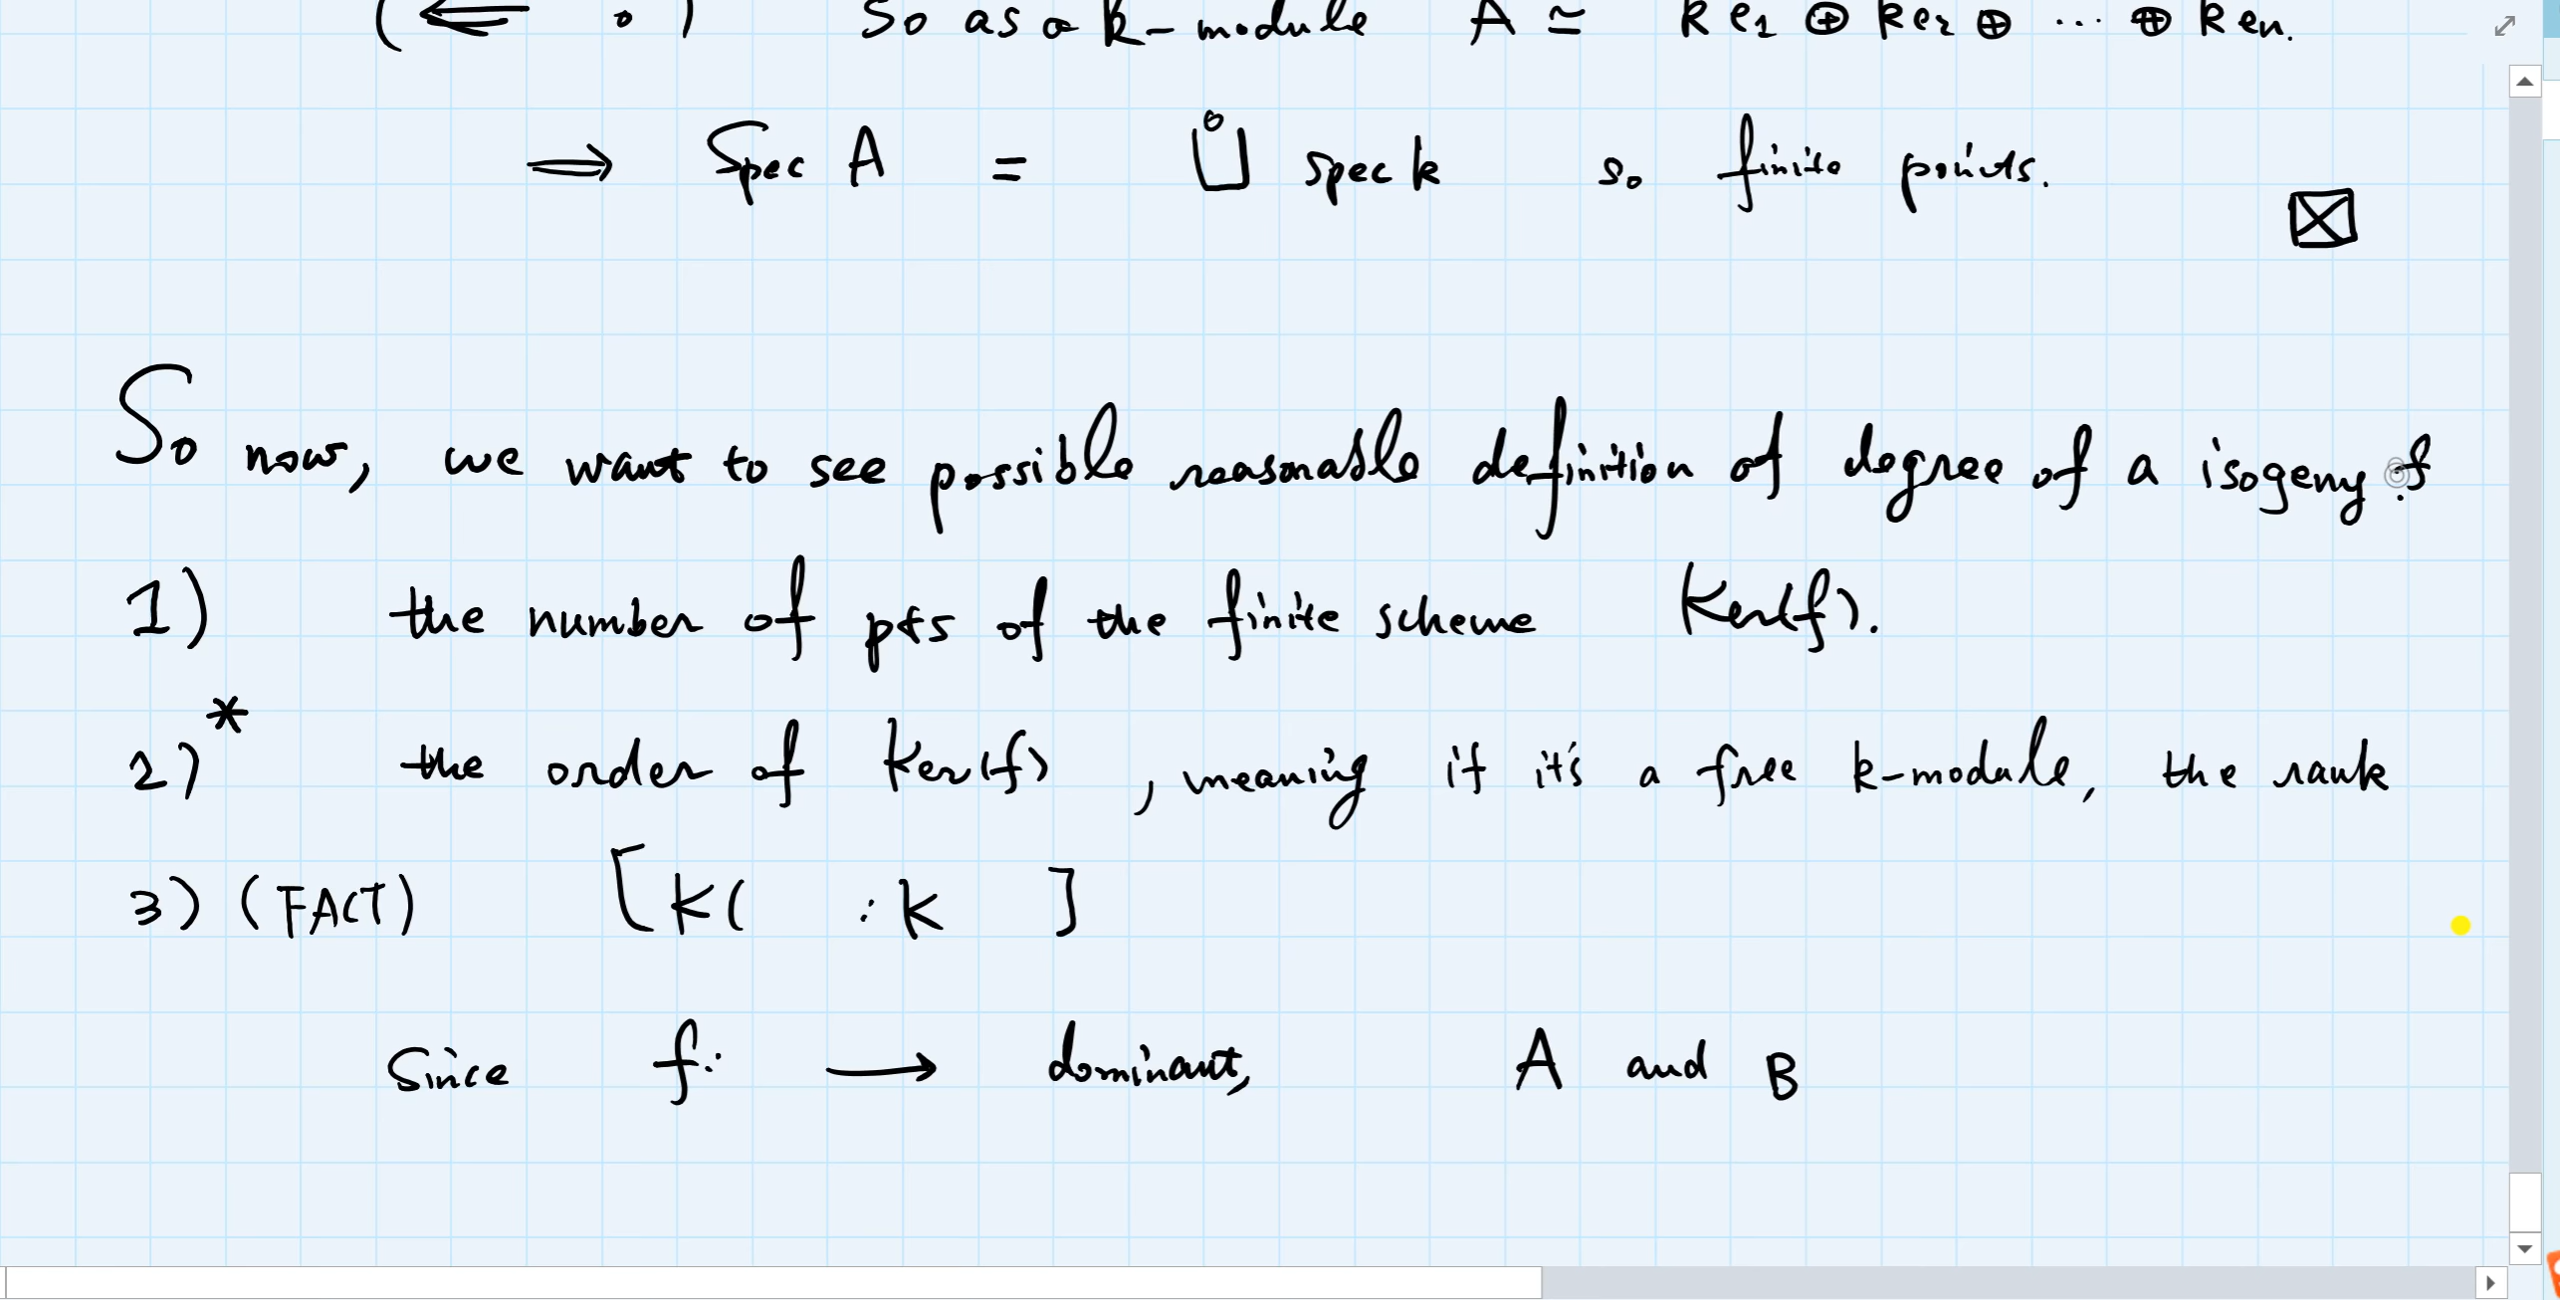 (⇐ ) So as a k-module A ≃ ke₁ ⊕ ke₂ ⊕ ... ⊕ keₙ.
⟹ Spec A = ⊔ spec k so finite points.
So now, we want to see possible reasonable definition of degree of a isogeny f
1) the number of pts of the finite scheme Ker(f).
2)* the order of Ker(f), meaning if it's a free k-module, the rank
3) (FACT) [K( : K ]
Since f: ⟶ dominant, A and B